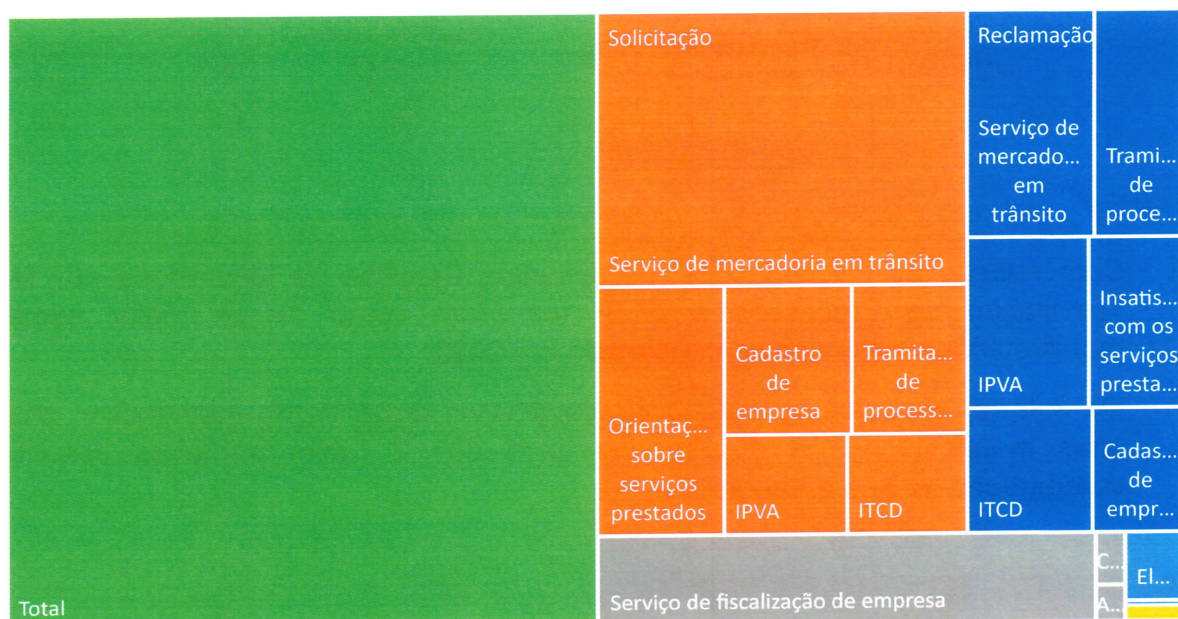 Total
Solicitação
Serviço de mercadoria em trânsito
Orientaç...
sobre
serviços
prestados
Cadastro
de
empresa
Tramita...
de
process...
IPVA
ITCD
Reclamação
Serviço de
mercado...
em
trânsito
Trami...
de
proce...
IPVA
Insatis...
com os
serviços
presta...
ITCD
Cadas...
de
empr...
Serviço de fiscalização de empresa
C...
A...
El...